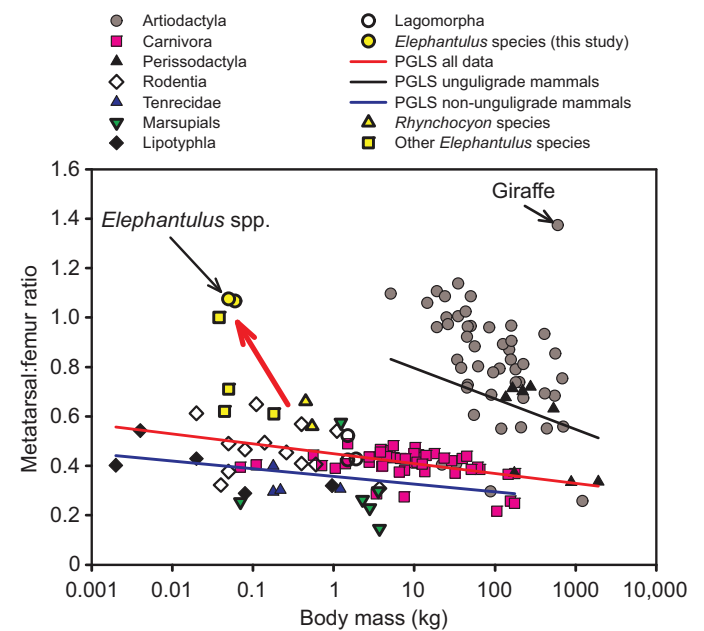 Artiodactyla
Carnivora
Perissodactyla
Rodentia
Tenrecidae
Marsupials
Lipotyphla
Lagomorpha
Elephantulus species (this study)
PGLS all data
PGLS unguligrade mammals
PGLS non-unguligrade mammals
Rhynchocyon species
Other Elephantulus species
Metatarsal:femur ratio
1.6
1.4
1.2
1.0
0.8
0.6
0.4
0.2
0
Elephantulus spp.
Giraffe
0.001
0.01
0.1
1
10
100
1000
10,000
Body mass (kg)